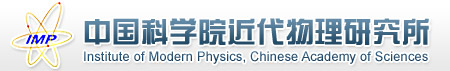 IMP
中国科学院近代物理研究所
Institute of Modern Physics, Chinese Academy of Sciences